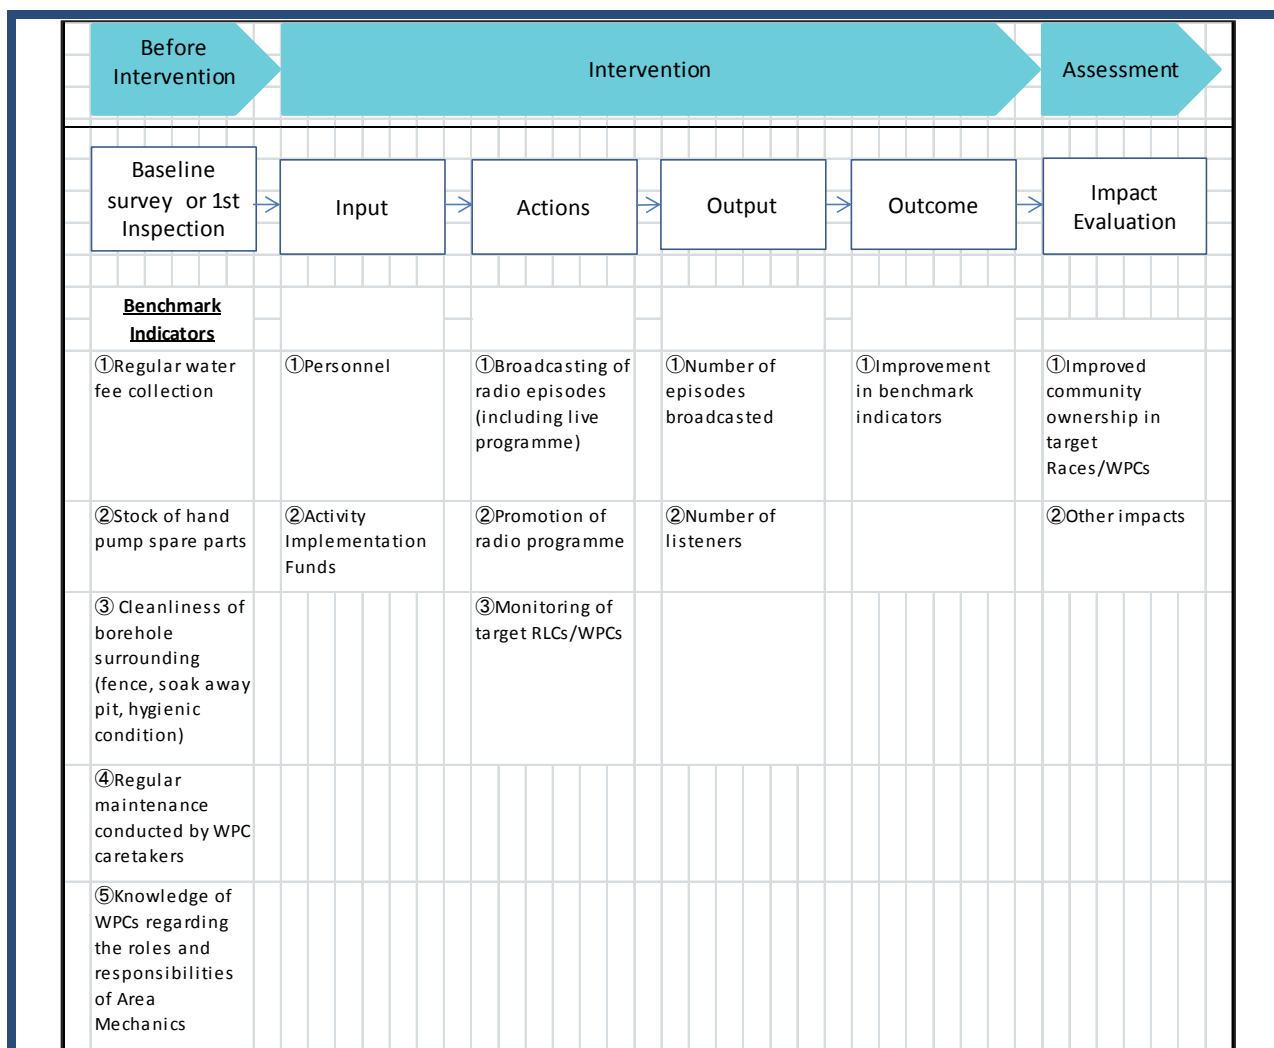 Before
Intervention
Intervention
Assessment
Baseline
survey or 1st
Inspection
Input
Actions
Output
Outcome
Impact
Evaluation
Benchmark
Indicators
①Regular water
fee collection
①Personnel
①Broadcasting of
radio episodes
(including live
programme)
①Number of
episodes
broadcasted
①Improvement
in benchmark
indicators
①Improved
community
ownership in
target
Races/WPCs
②Stock of hand
pump spare parts
②Activity
Implementation
Funds
②Promotion of
radio programme
②Number of
listeners
②Other impacts
③ Cleanliness of
borehole
surrounding
(fence, soak away
pit, hygienic
condition)
③Monitoring of
target RLCs/WPCs
④Regular
maintenance
conducted by WPC
caretakers
⑤Knowledge of
WPCs regarding
the roles and
responsibilities
of Area
Mechanics